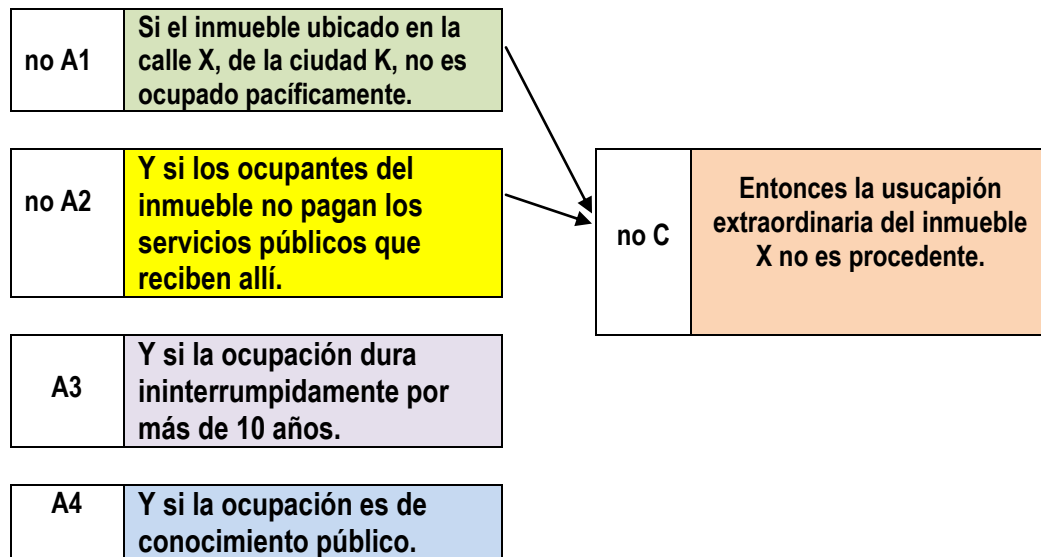 no A1
Si el inmueble ubicado en la
calle X, de la ciudad K, no es
ocupado pacíficamente.
no A2
Y si los ocupantes del
inmueble no pagan los
servicios públicos que
reciben allí.
no C
Entonces la usucapión
extraordinaria del inmueble
X no es procedente.
A3
Y si la ocupación dura
ininterrumpidamente por
más de 10 años.
A4
Y si la ocupación es de
conocimiento público.